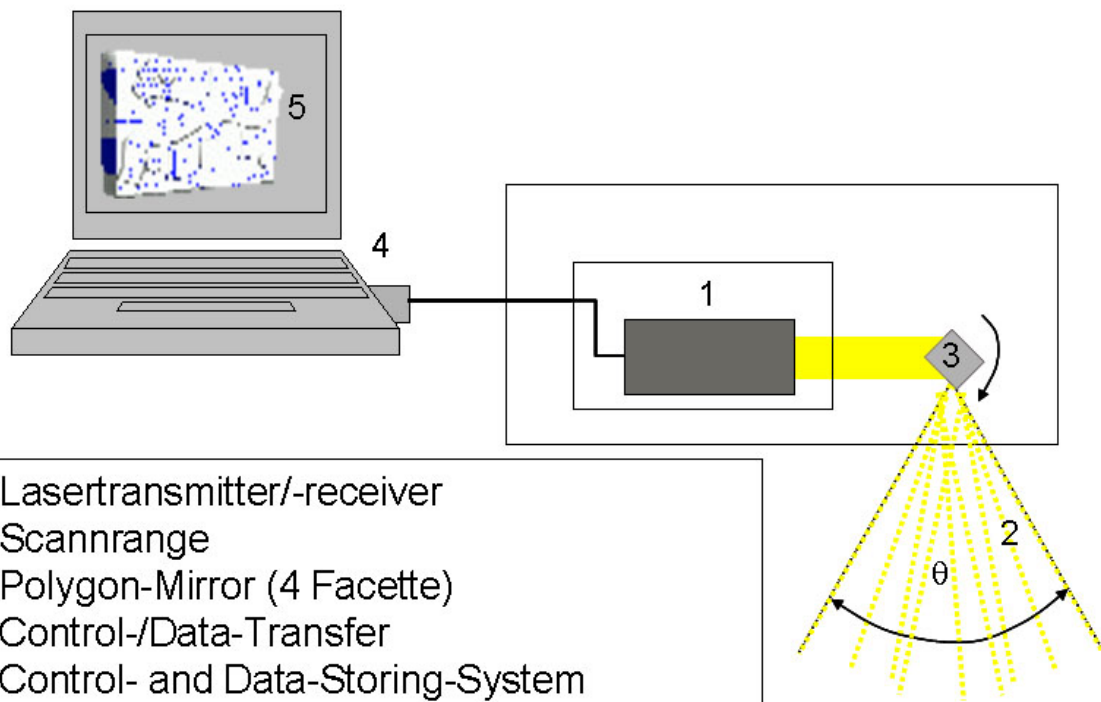 5
4
1
3
2
θ
Lasertransmitter/-receiver
Scannrange
Polygon-Mirror (4 Facette)
Control-/Data-Transfer
Control- and Data-Storing-System